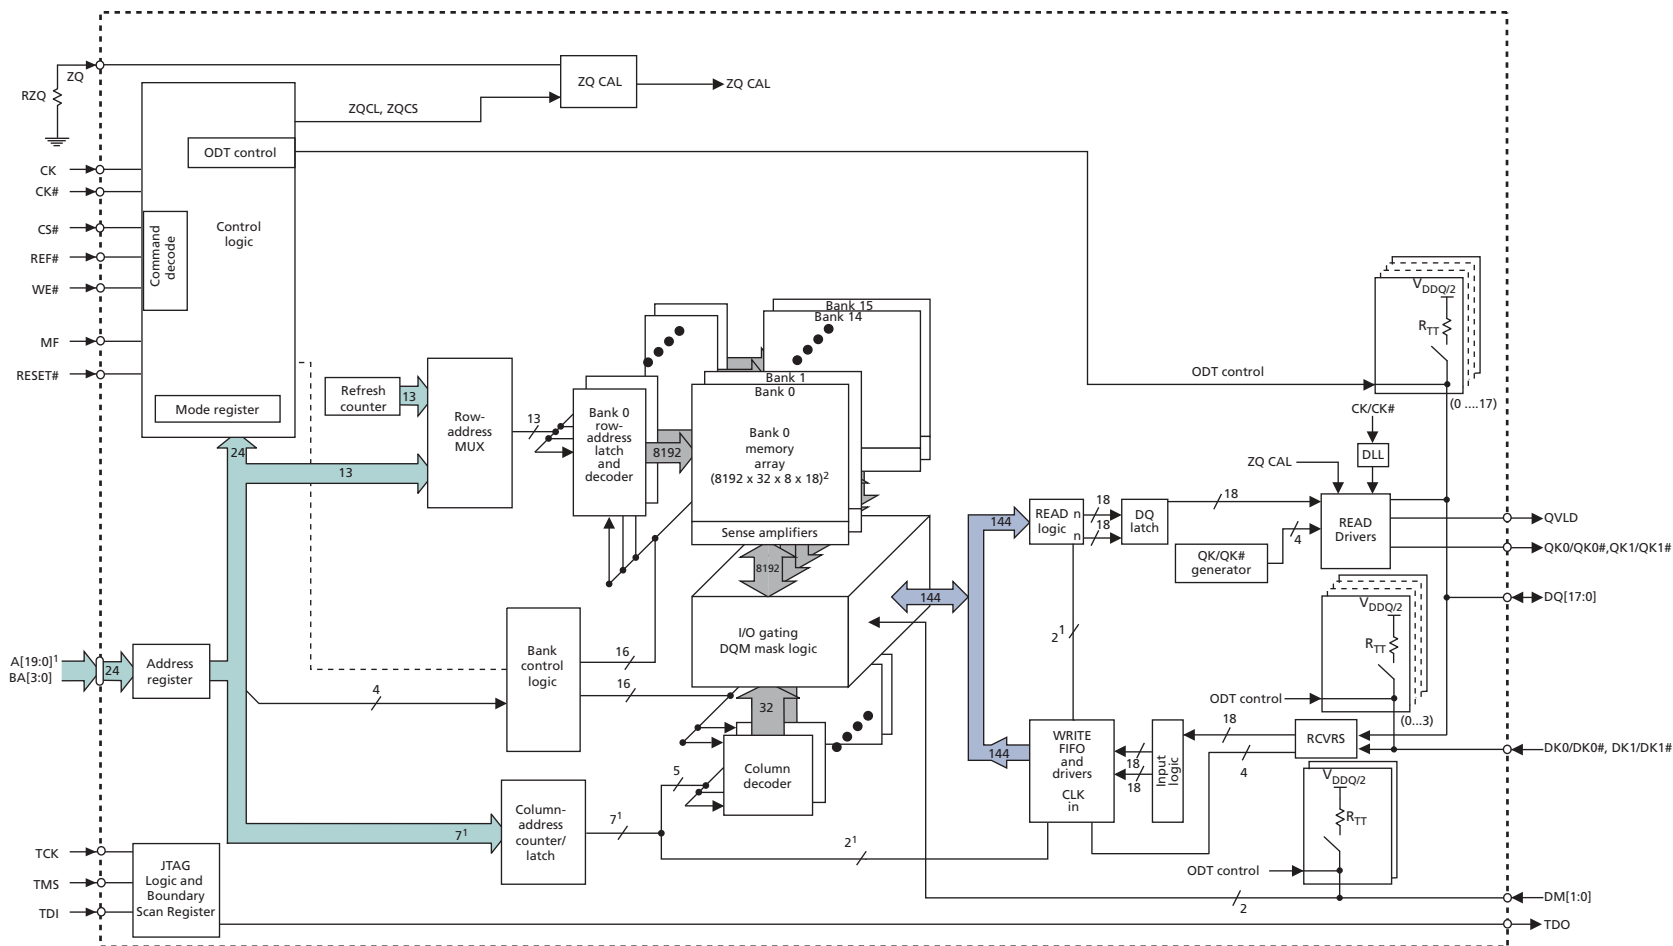 ZQ
RZQ
ZQ CAL
ZQ CAL
ZQCL, ZQCS
ODT control
CK
CK#
CS#
REF#
WE#
MF
RESET#
Command
decode
Control
logic
Mode register
Refresh
counter
13
Row-
address
MUX
13
24
13
Bank 0
row-
address
latch
and
decoder
8192
Bank 15
Bank 14
Bank 1
Bank 0
Bank 0
memory
array
(8192 x 32 x 8 x 18)²
Sense amplifiers
8192
I/O gating
DQM mask logic
144
32
Column
decoder
5
16
16
Bank
control
logic
4
A[19:0]¹
BA[3:0]
24
Address
register
7¹
Column-
address
counter/
latch
7¹
2¹
TCK
TMS
TDI
JTAG
Logic and
Boundary
Scan Register
144
READ
logic
n
n
18
18
DQ
latch
18
QK/QK#
generator
4
READ
Drivers
ZQ CAL
CK/CK#
DLL
ODT control
VDDQ/2
RTT
(0 ....17)
QVLD
QK0/QK0#,QK1/QK1#
DQ[17:0]
VDDQ/2
RTT
ODT control
(0...3)
2¹
144
WRITE
FIFO
and
drivers
CLK
in
18
18
Input
logic
18
4
RCVRS
DK0/DK0#, DK1/DK1#
VDDQ/2
RTT
ODT control
2
DM[1:0]
TDO